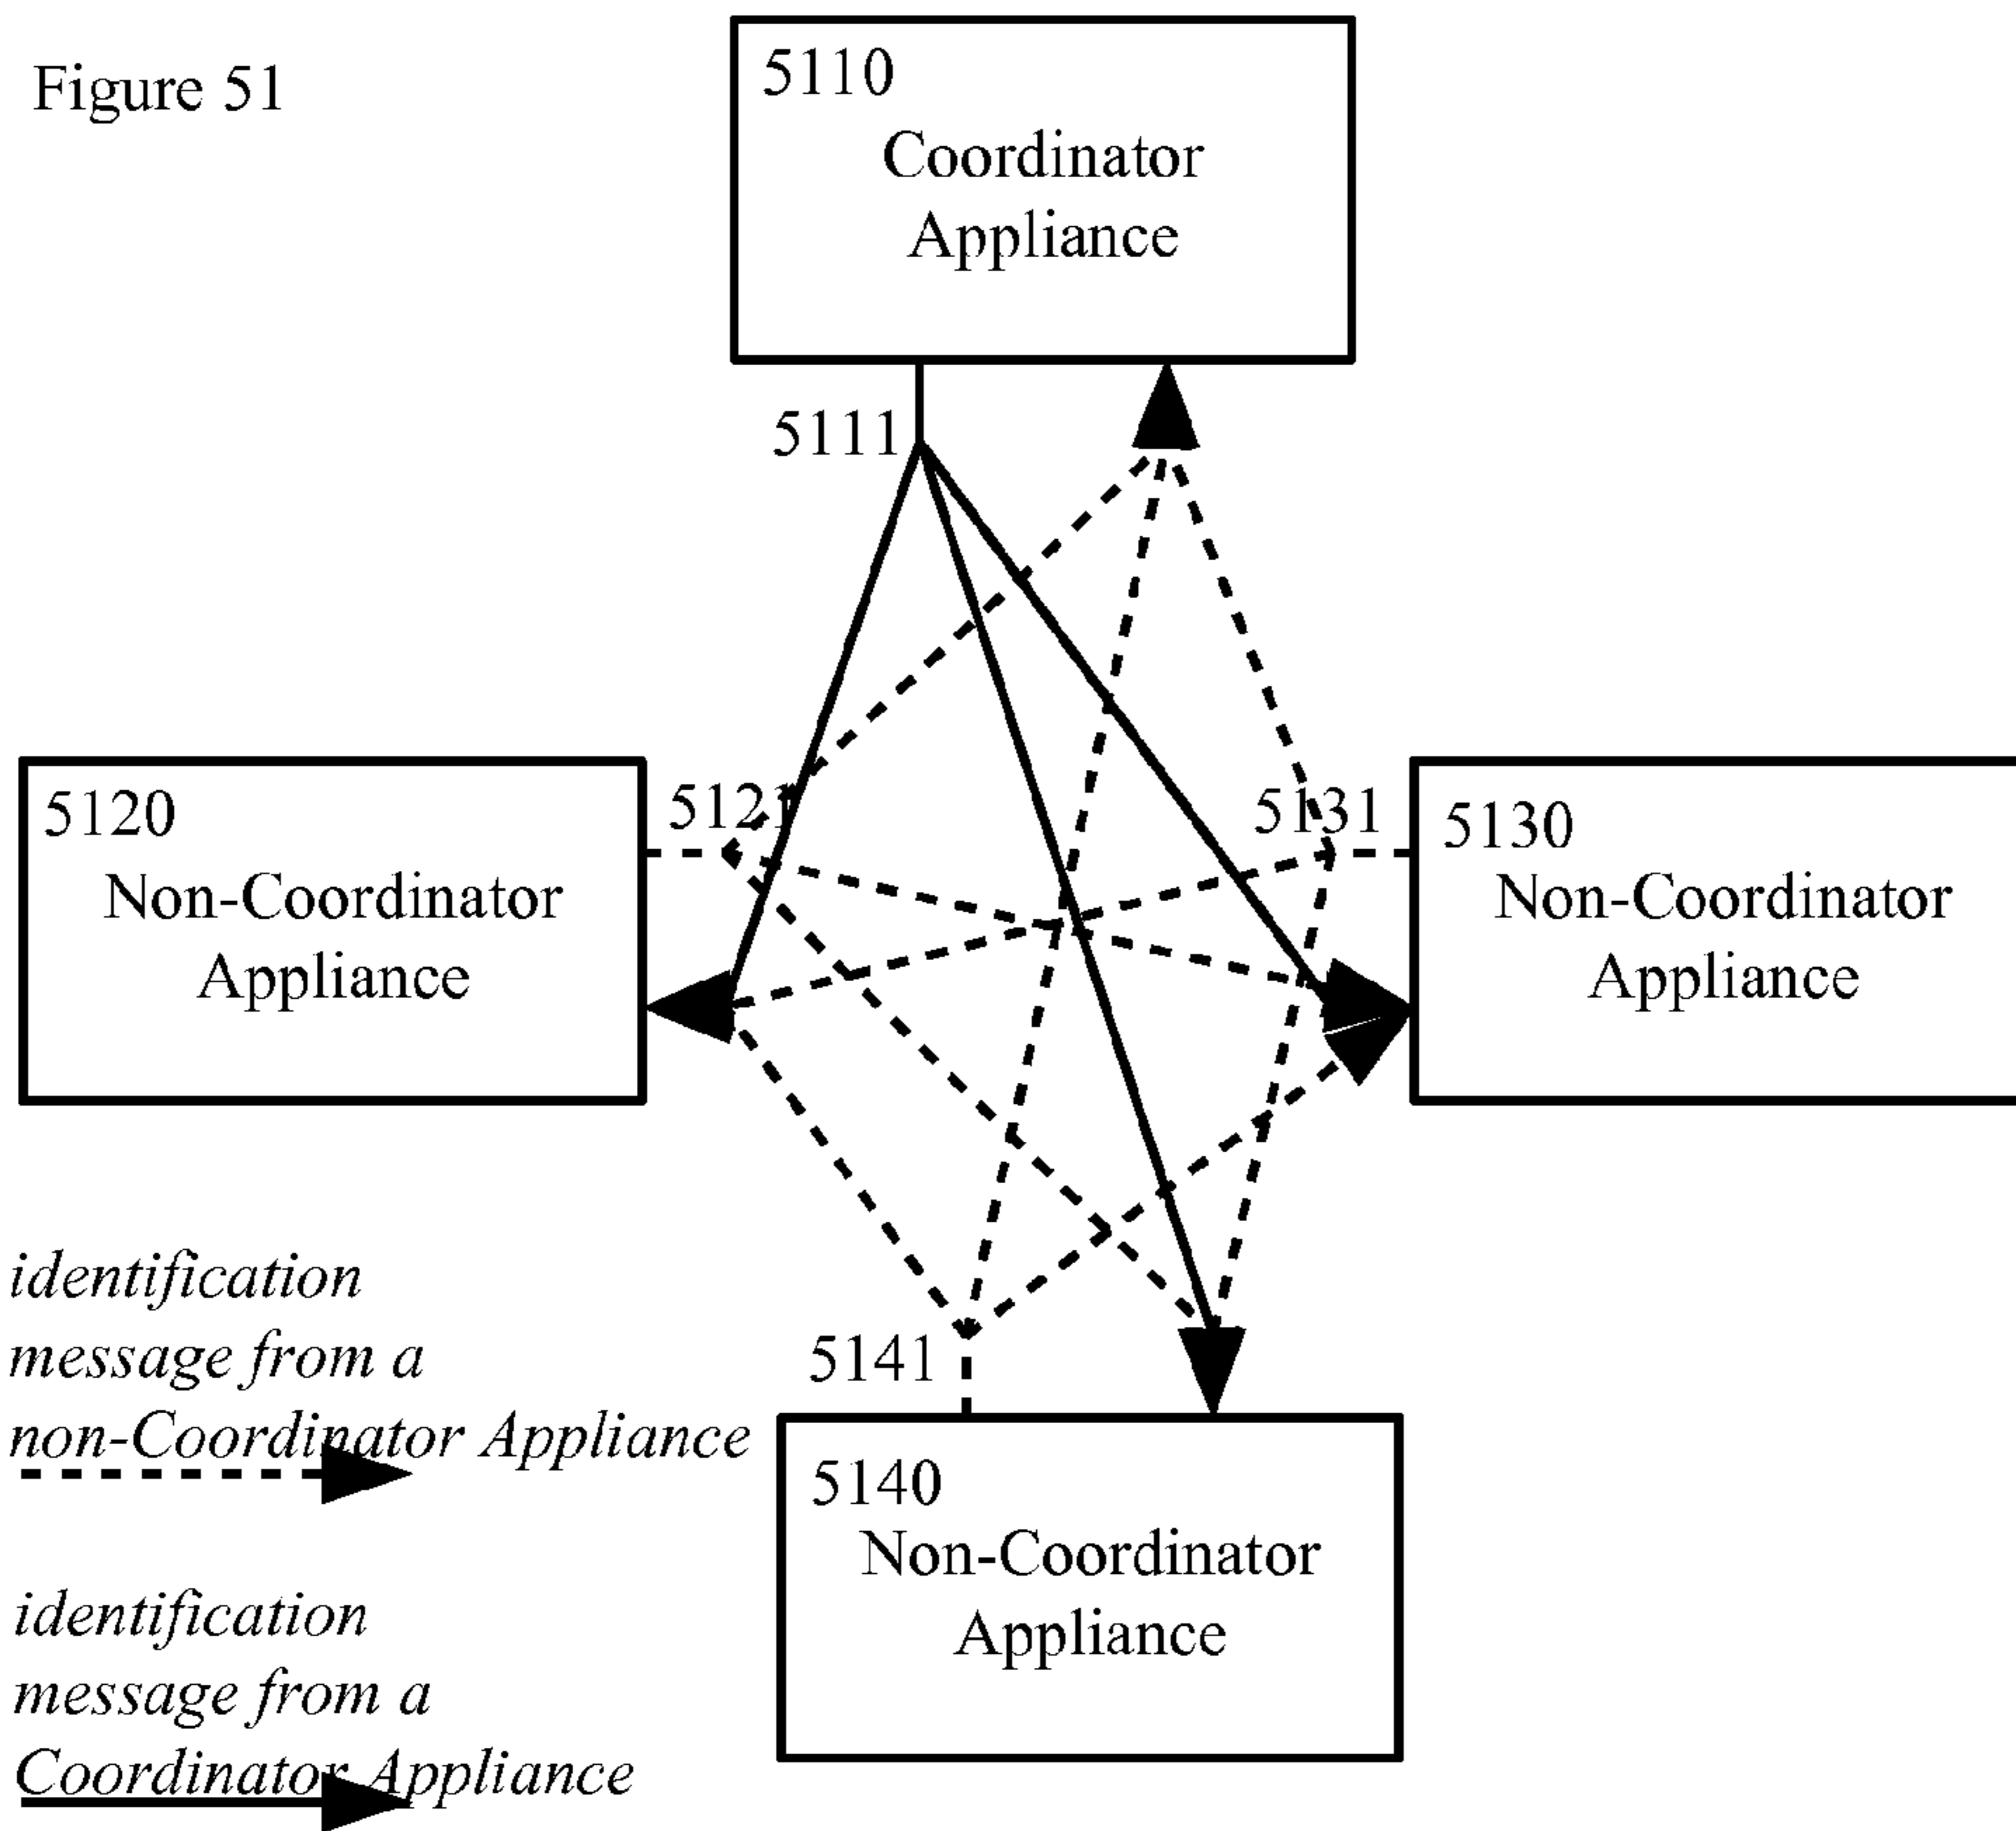 Figure 51
5110
Coordinator
Appliance
5111
5120
Non-Coordinator
Appliance
5121
5131
5130
Non-Coordinator
Appliance
identification
message from a
non-Coordinator Appliance
5141
5140
Non-Coordinator
Appliance
identification
message from a
Coordinator Appliance